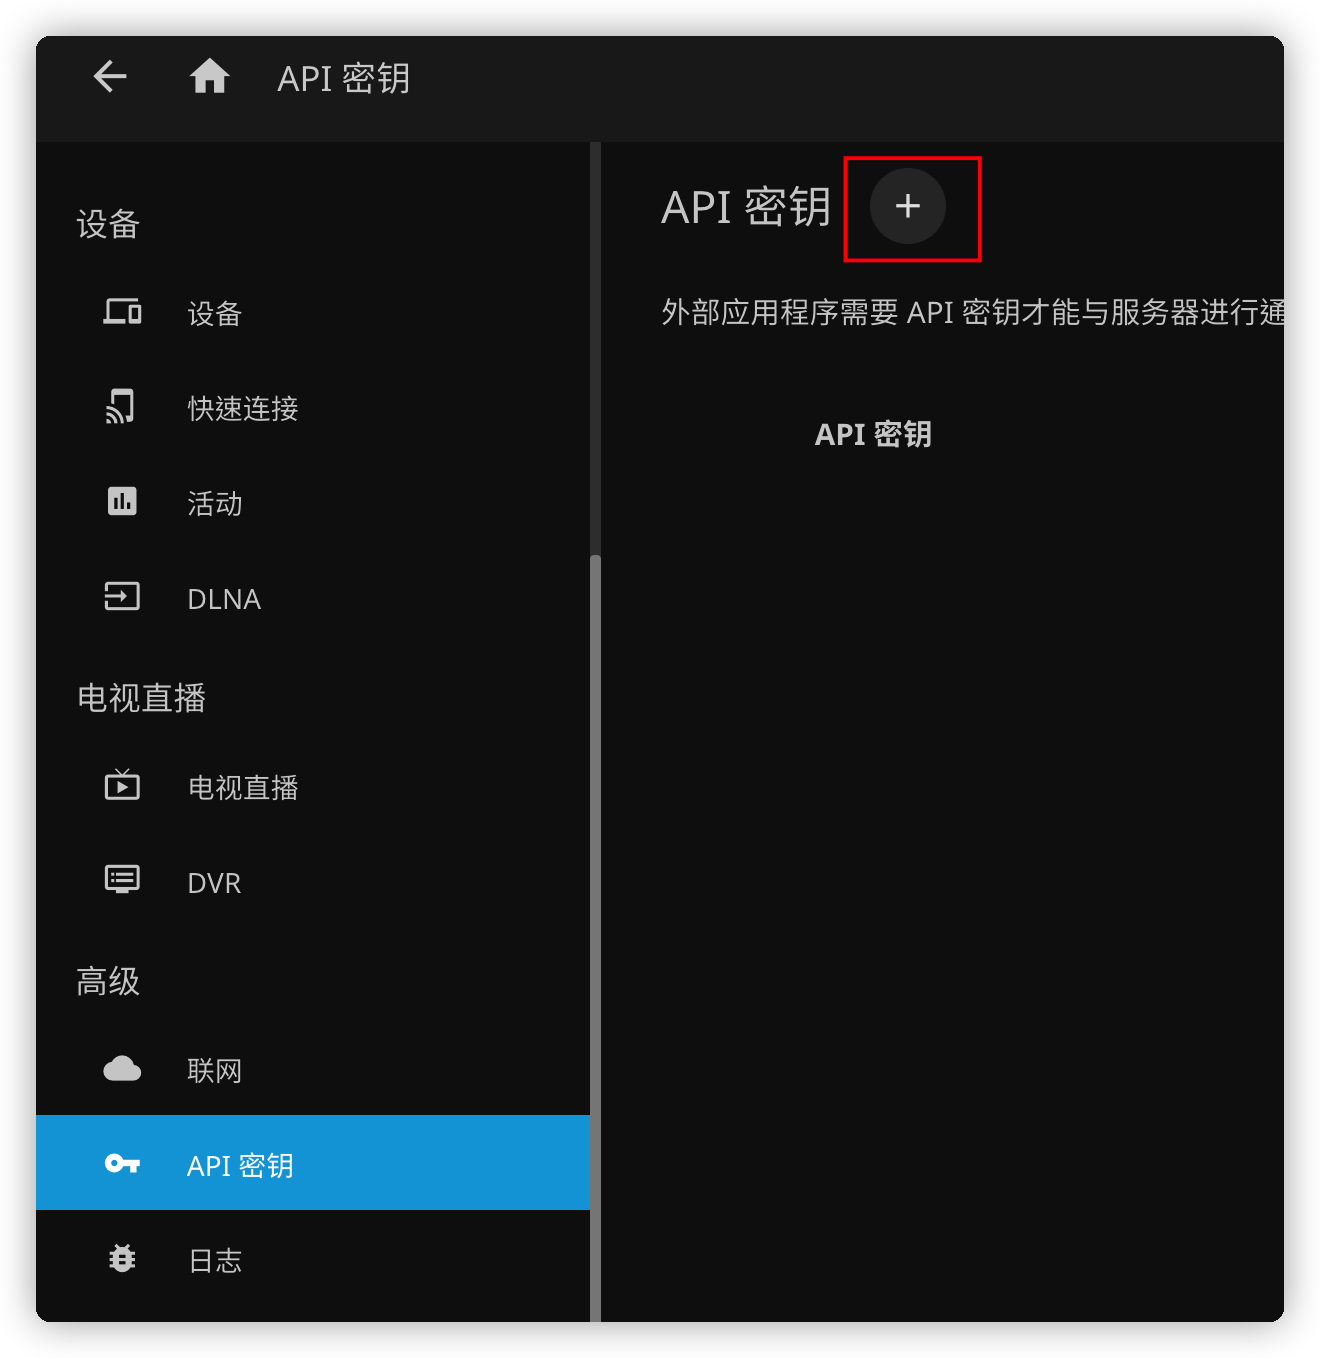 API 密钥
设备
设备
快速连接
活动
DLNA
电视直播
电视直播
DVR
高级
联网
API 密钥
日志
API 密钥
外部应用程序需要 API 密钥才能与服务器进行通
API 密钥